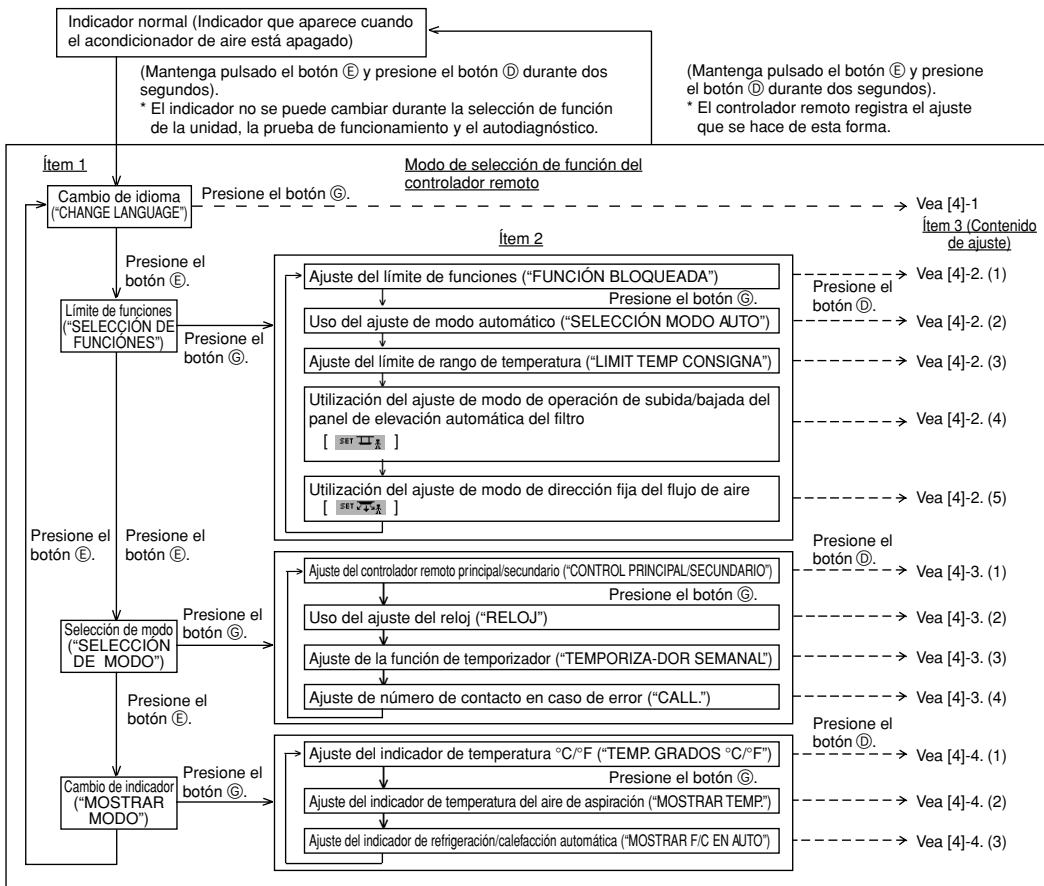 Indicador normal (Indicador que aparece cuando
el acondicionador de aire está apagado)
(Mantenga pulsado el botón Ⓔ y presione el botón Ⓓ durante dos
segundos).
* El indicador no se puede cambiar durante la selección de función
de la unidad, la prueba de funcionamiento y el autodiagnóstico.
(Mantenga pulsado el botón Ⓔ y presione
el botón Ⓓ durante dos segundos).
* El controlador remoto registra el ajuste
que se hace de esta forma.
Ítem 1
Modo de selección de función del
controlador remoto
Cambio de idioma
(“CHANGE LANGUAGE”)
Presione el botón Ⓖ.
Vea [4]-1
Ítem 2
Ítem 3 (Contenido
de ajuste)
Presione el
botón Ⓔ.
Límite de funciones
(“SELECCIÓN DE
FUNCIÓNES”)
Presione el
botón Ⓖ.
Ajuste del límite de funciones (“FUNCIÓN BLOQUEADA”)
Vea [4]-2. (1)
Presione el botón Ⓖ.
Presione el
botón Ⓓ.
Uso del ajuste de modo automático (“SELECCIÓN MODO AUTO”)
Vea [4]-2. (2)
Ajuste del límite de rango de temperatura (“LIMIT TEMP CONSIGNA”)
Vea [4]-2. (3)
Utilización del ajuste de modo de operación de subida/bajada del
panel de elevación automática del filtro
[ SET ]
Vea [4]-2. (4)
Utilización del ajuste de modo de dirección fija del flujo de aire
[ SET ]
Vea [4]-2. (5)
Presione el
botón Ⓔ.
Presione el
botón Ⓔ.
Selección de modo
(“SELECCIÓN
DE MODO”)
Presione el
botón Ⓖ.
Presione el
botón Ⓓ.
Ajuste del controlador remoto principal/secundario (“CONTROL PRINCIPAL/SECUNDARIO”)
Vea [4]-3. (1)
Presione el botón Ⓖ.
Uso del ajuste del reloj (“RELOJ”)
Vea [4]-3. (2)
Ajuste de la función de temporizador (“TEMPORIZA-DOR SEMANAL”)
Vea [4]-3. (3)
Ajuste de número de contacto en caso de error (“CALL.”)
Vea [4]-3. (4)
Presione el
botón Ⓔ.
Cambio de indicador
(“MOSTRAR
MODO”)
Presione el
botón Ⓖ.
Presione el
botón Ⓓ.
Ajuste del indicador de temperatura °C/°F (“TEMP. GRADOS °C/°F”)
Vea [4]-4. (1)
Presione el botón Ⓖ.
Ajuste del indicador de temperatura del aire de aspiración (“MOSTRAR TEMP.”)
Vea [4]-4. (2)
Ajuste del indicador de refrigeración/calefacción automática (“MOSTRAR F/C EN AUTO”)
Vea [4]-4. (3)